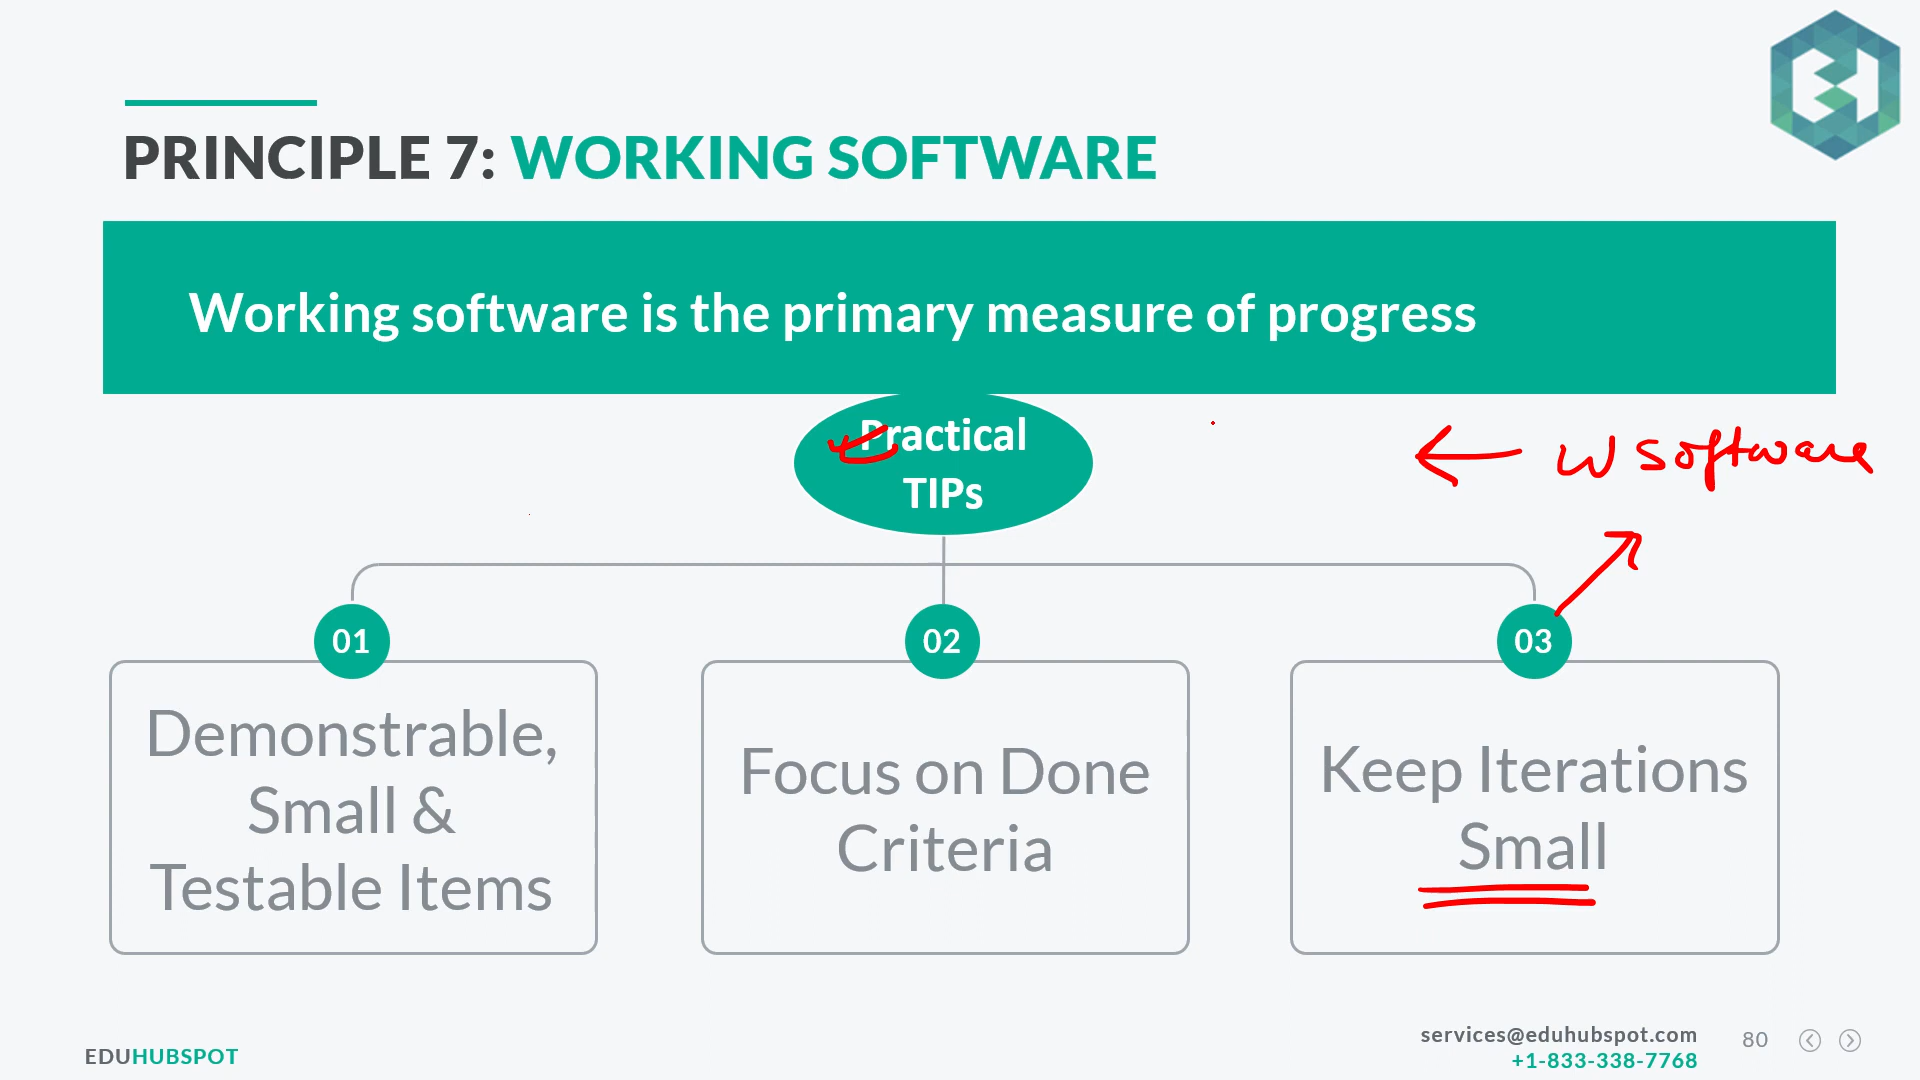 PRINCIPLE 7: WORKING SOFTWARE
Working software is the primary measure of progress
Practical
TIPs
W software
01
Demonstrable,
Small &
Testable Items
02
Focus on Done
Criteria
03
Keep Iterations
Small
EDUHUBSPOT
services@eduhubspot.com
+1-833-338-7768
80